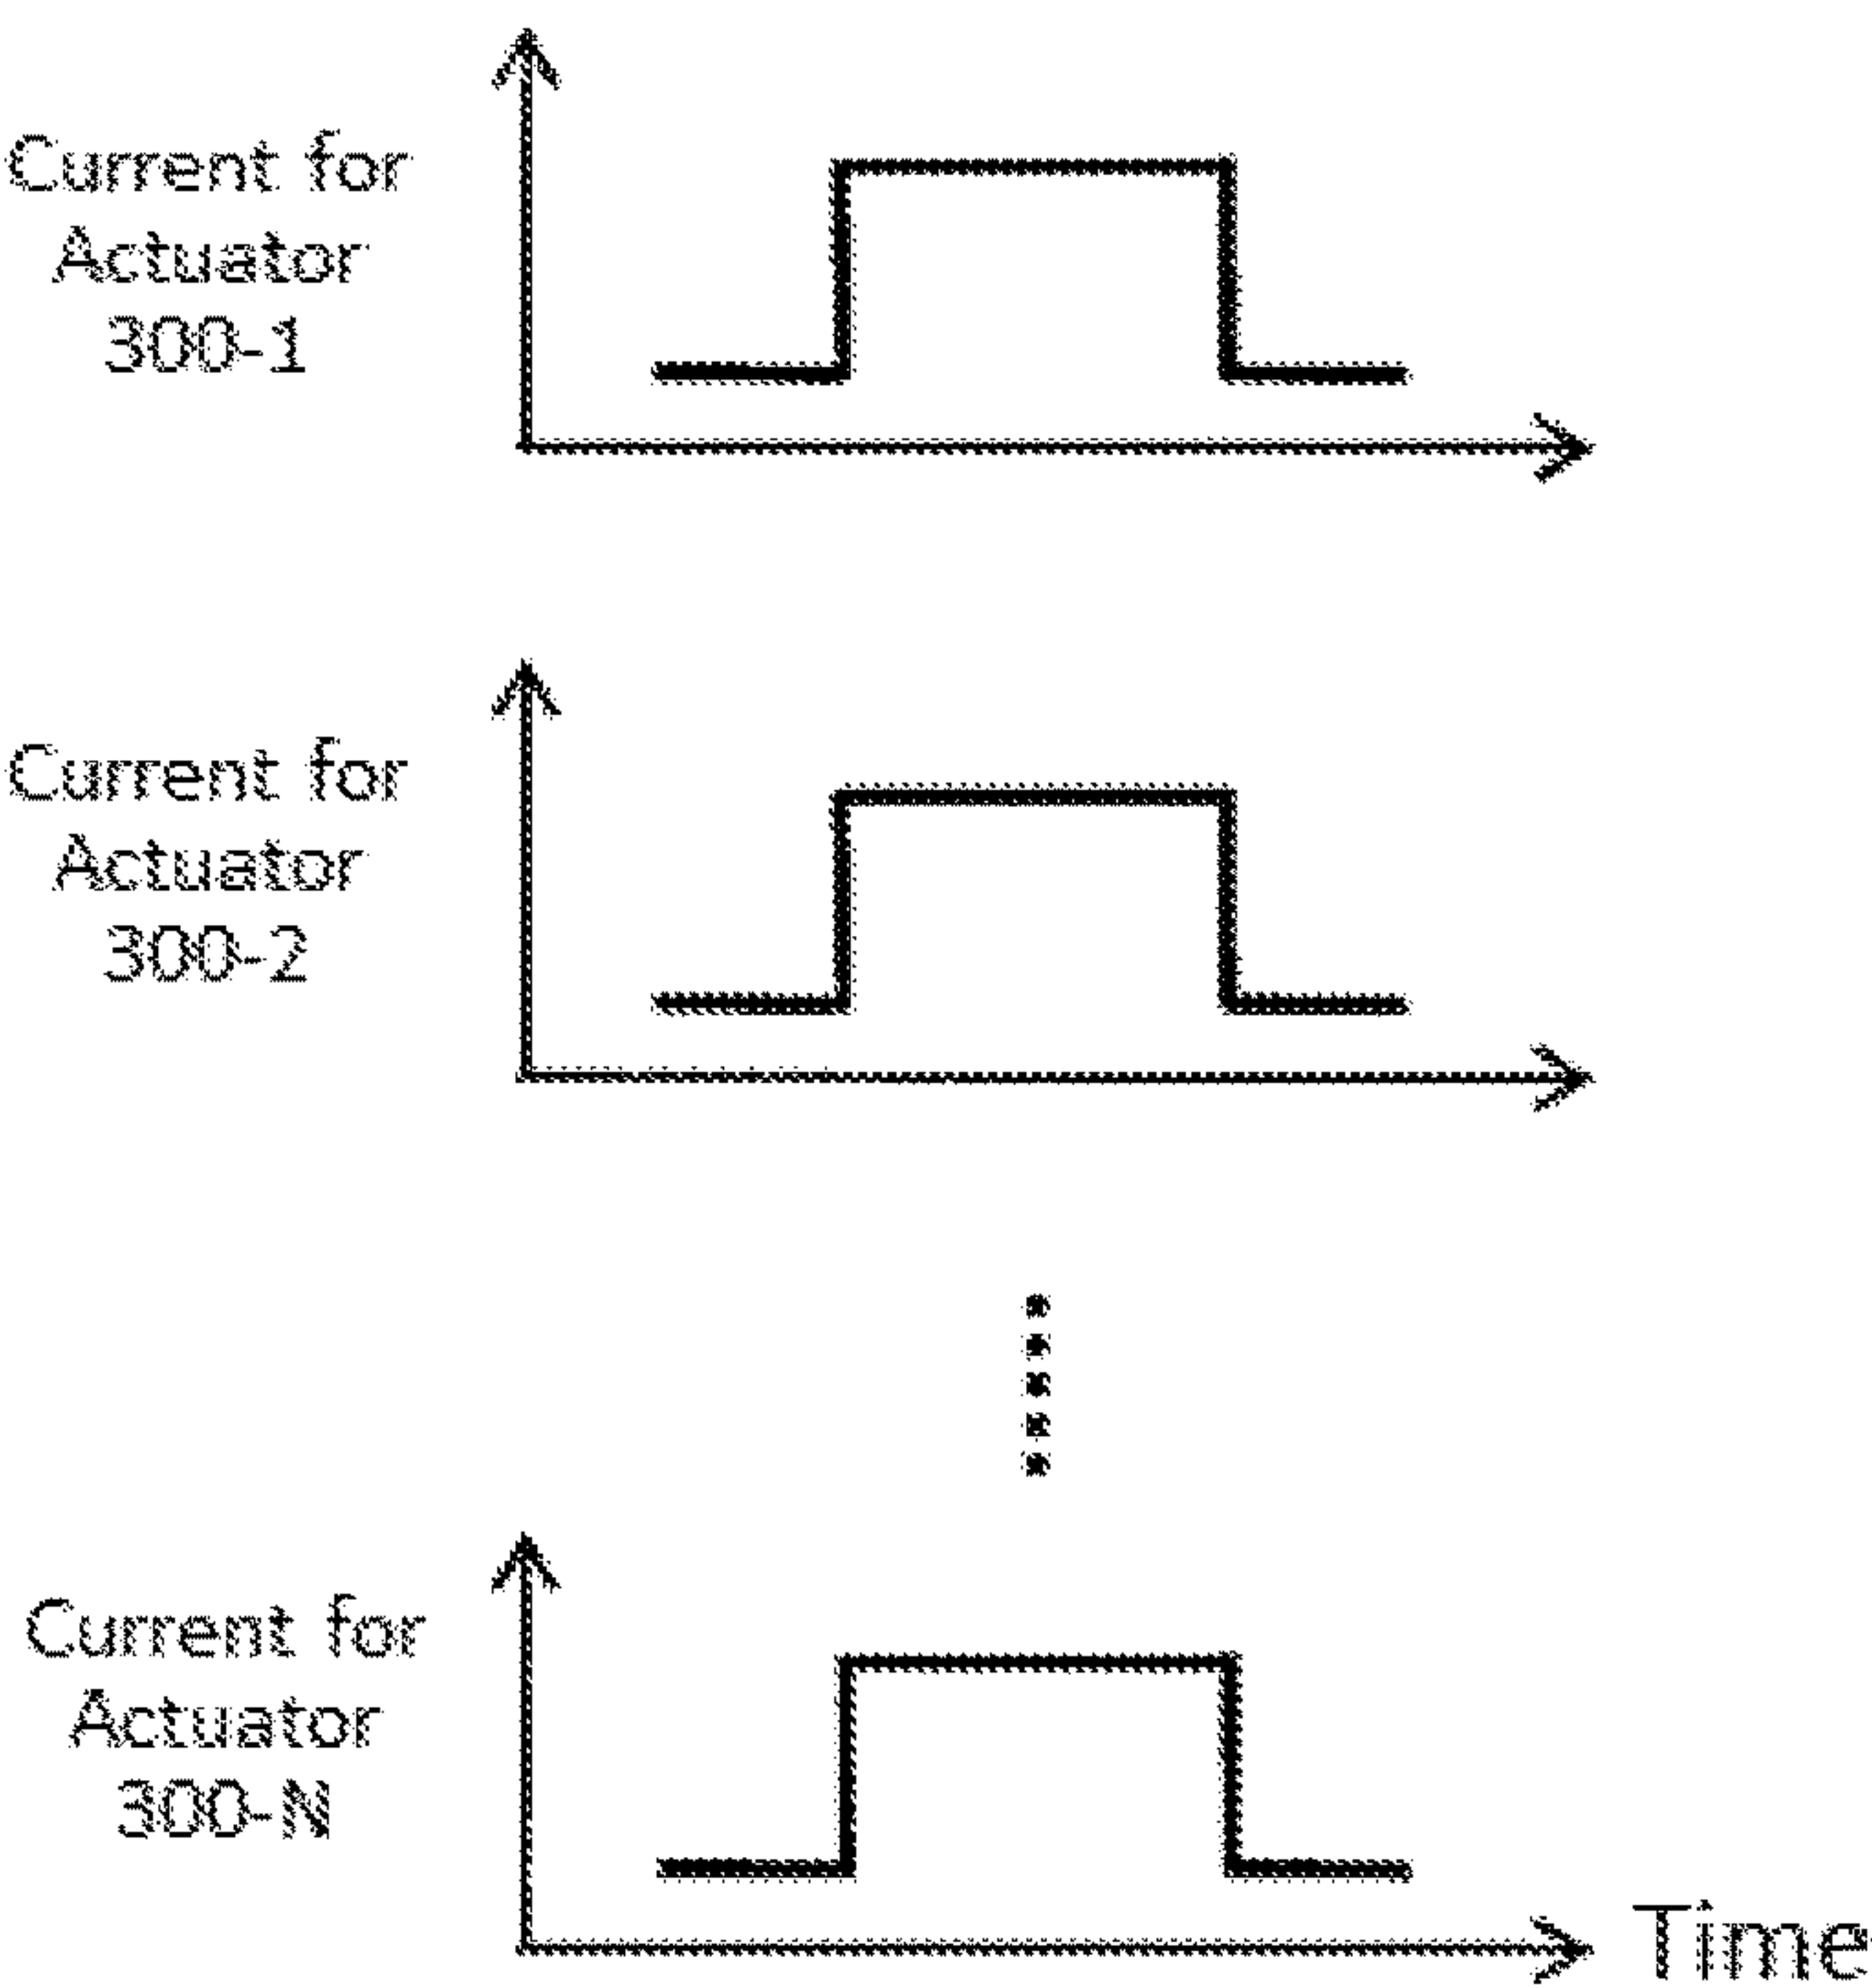 Current for
Actuator
300-1
Current for
Actuator
300-2
Current for
Actuator
300-N
Time